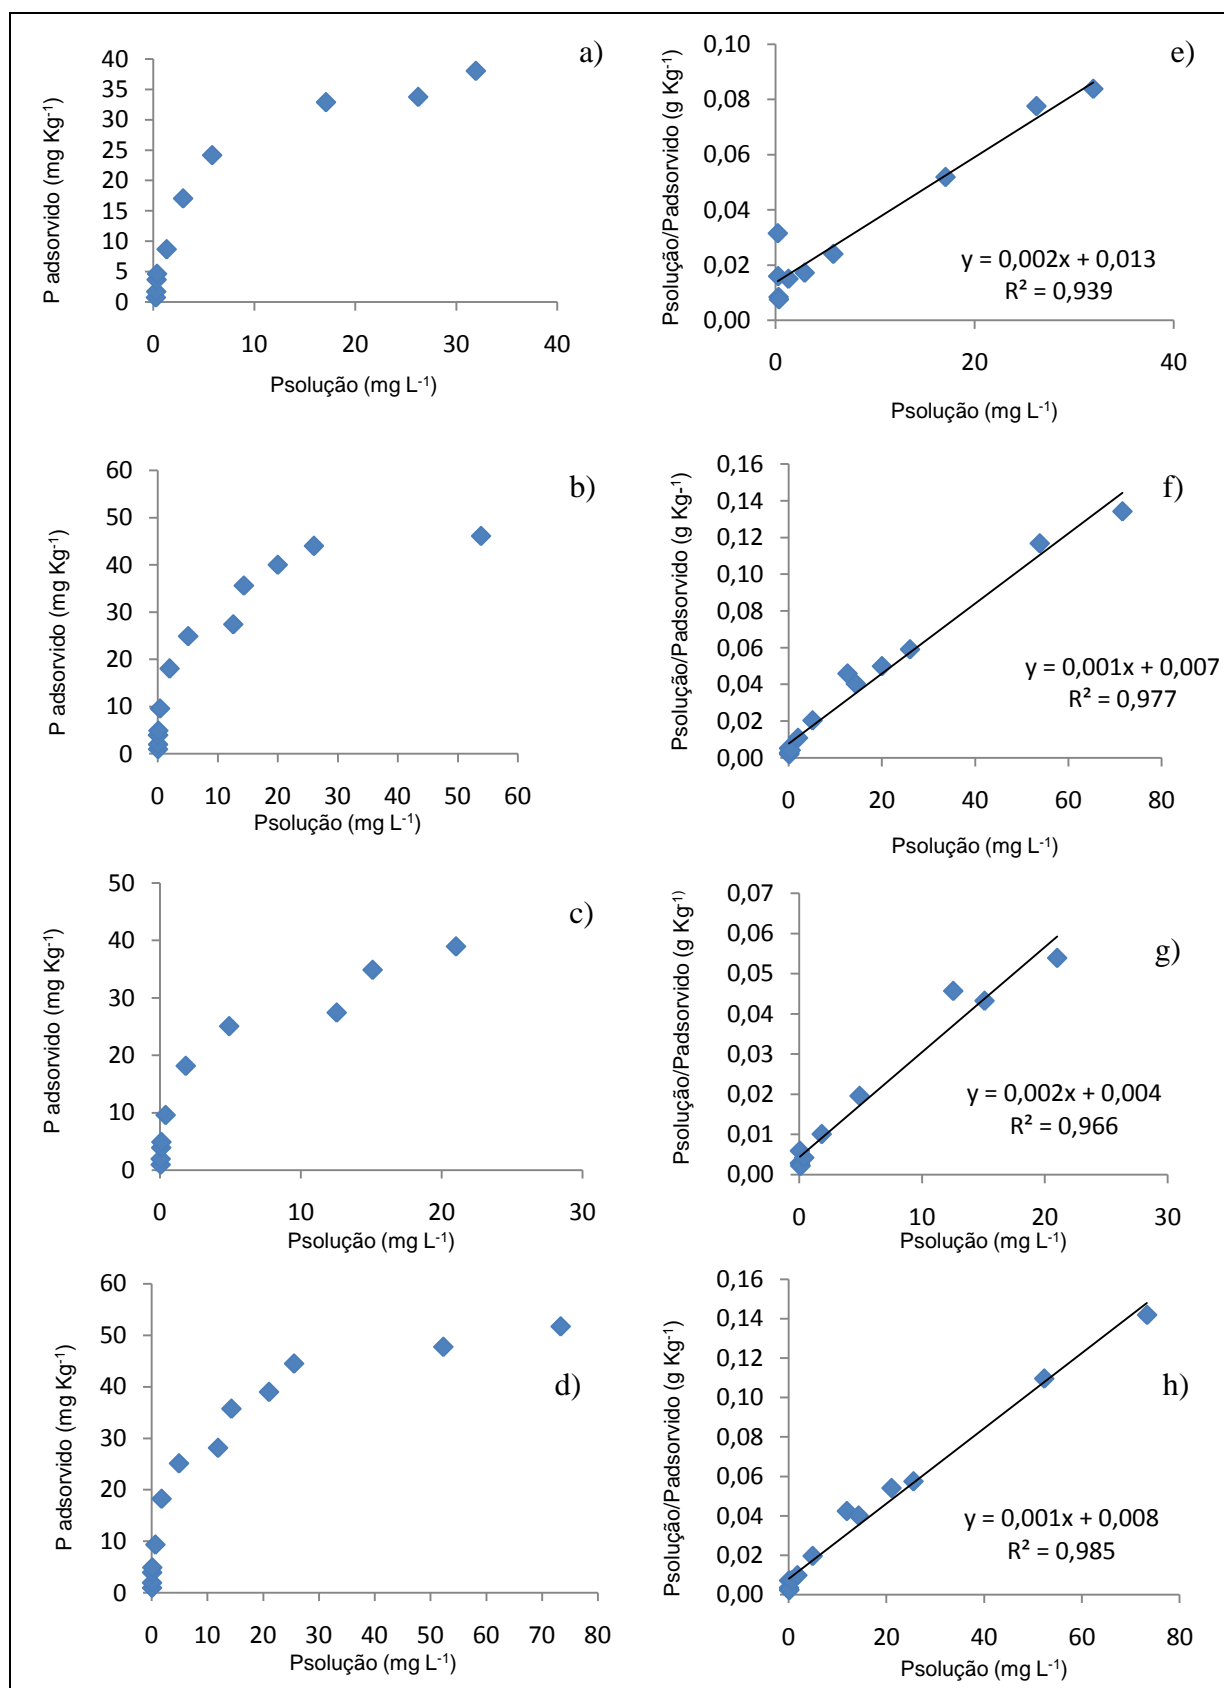 a)
P adsorvido (mg Kg⁻¹)
40
35
30
25
20
15
10
5
0
0 10 20 30 40
Psolução (mg L⁻¹)
e)
Psolução/Padsorvido (g Kg⁻¹)
0,10
0,08
0,06
0,04
0,02
0,00
y = 0,002x + 0,013
R² = 0,939
0 20 40
Psolução (mg L⁻¹)
b)
P adsorvido (mg Kg⁻¹)
60
50
40
30
20
10
0
0 10 20 30 40 50 60
Psolução (mg L⁻¹)
f)
Psolução/Padsorvido (g Kg-¹)
0,16
0,14
0,12
0,10
0,08
0,06
0,04
0,02
0,00
y = 0,001x + 0,007
R² = 0,977
0 20 40 60 80
Psolução (mg L⁻¹)
c)
P adsorvido (mg Kg⁻¹)
50
40
30
20
10
0
0 10 20 30
Psolução (mg L⁻¹)
g)
Psolução/Padsorvido (g Kg⁻¹)
0,07
0,06
0,05
0,04
0,03
0,02
0,01
0,00
y = 0,002x + 0,004
R² = 0,966
0 10 20 30
Psolução (mg L⁻¹)
d)
P adsorvido (mg Kg⁻¹)
60
50
40
30
20
10
0
0 10 20 30 40 50 60 70 80
Psolução (mg L⁻¹)
h)
Psolução/Padsorvido (g Kg⁻¹)
0,16
0,14
0,12
0,10
0,08
0,06
0,04
0,02
0,00
y = 0,001x + 0,008
R² = 0,985
0 20 40 60 80
Psolução (mg L⁻¹)